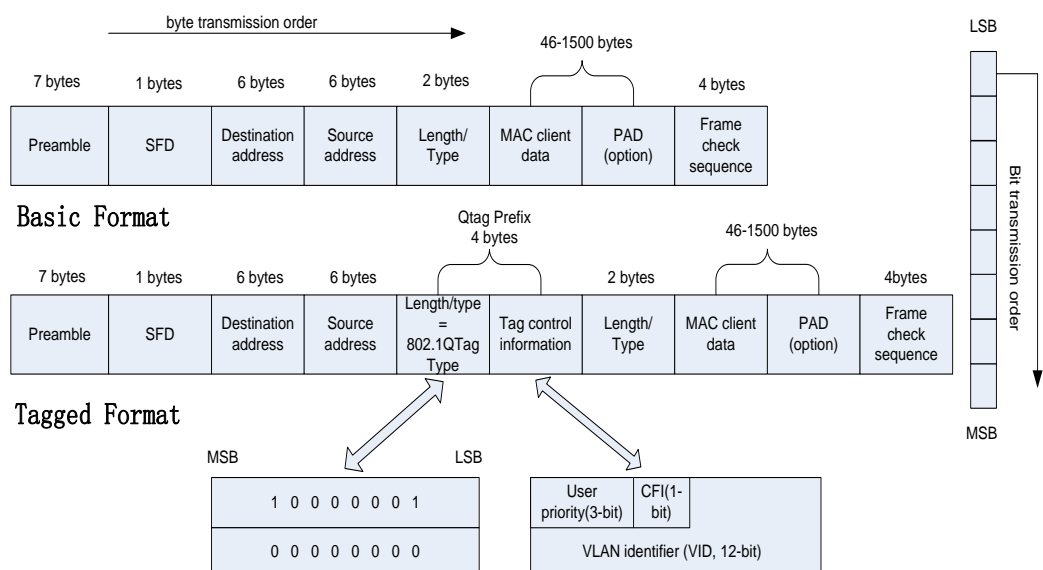 byte transmission order
LSB
46-1500 bytes
7 bytes
1 bytes
6 bytes
6 bytes
2 bytes
4 bytes
Preamble
SFD
Destination
address
Source
address
Length/
Type
MAC client
data
PAD
(option)
Frame
check
sequence
Bit transmission order
Basic Format
Qtag Prefix
4 bytes
46-1500 bytes
7 bytes
1 bytes
6 bytes
6 bytes
2 bytes
4bytes
Preamble
SFD
Destination
address
Source
address
Length/type
=
802.1QTag
Type
Tag control
information
Length/
Type
MAC client
data
PAD
(option)
Frame
check
sequence
Tagged Format
MSB
MSB
LSB
1 0 0 0 0 0 0 1
0 0 0 0 0 0 0 0
User
priority(3-bit)
CFI(1-
bit)
VLAN identifier (VID, 12-bit)